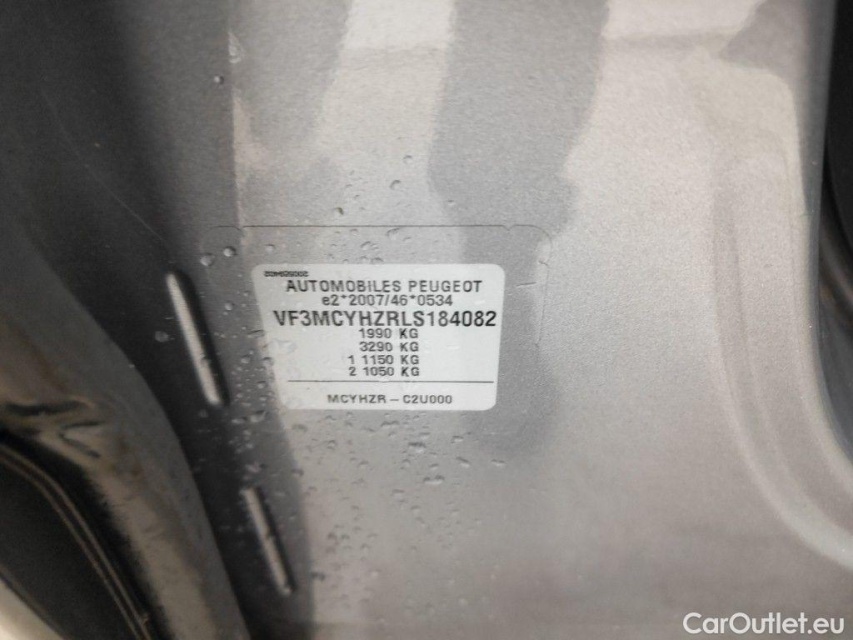 AUTOMOBILES PEUGEOT
e2*2007/46*0534
VF3MCYHZRLS184082
1990 KG
3290 KG
1 1150 KG
2 1050 KG
MCYHZR - C2U000
CarOutlet.eu